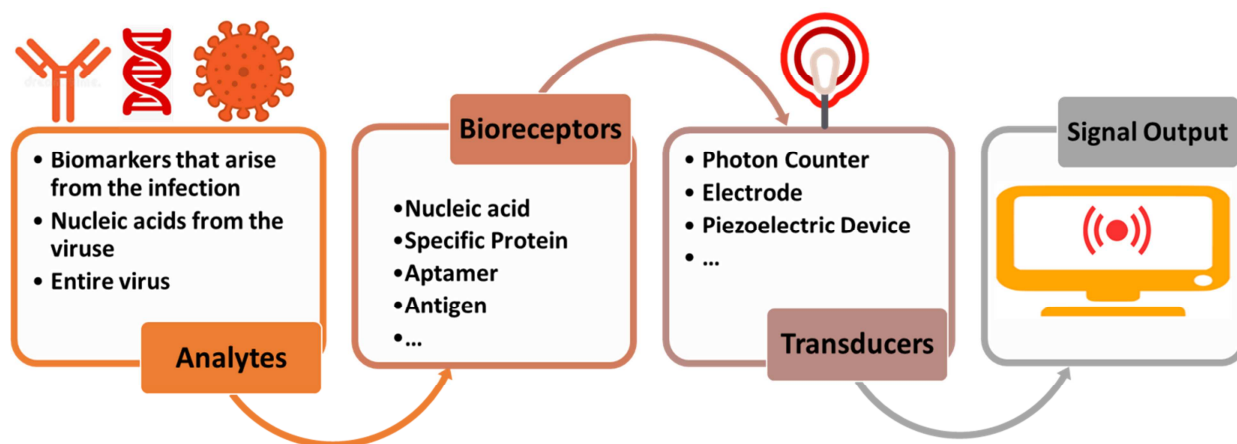 • Biomarkers that arise
from the infection
• Nucleic acids from the
viruse
• Entire virus
Analytes
Bioreceptors
•Nucleic acid
•Specific Protein
•Aptamer
•Antigen
•...
• Photon Counter
• Electrode
• Piezoelectric Device
• ...
Transducers
Signal Output